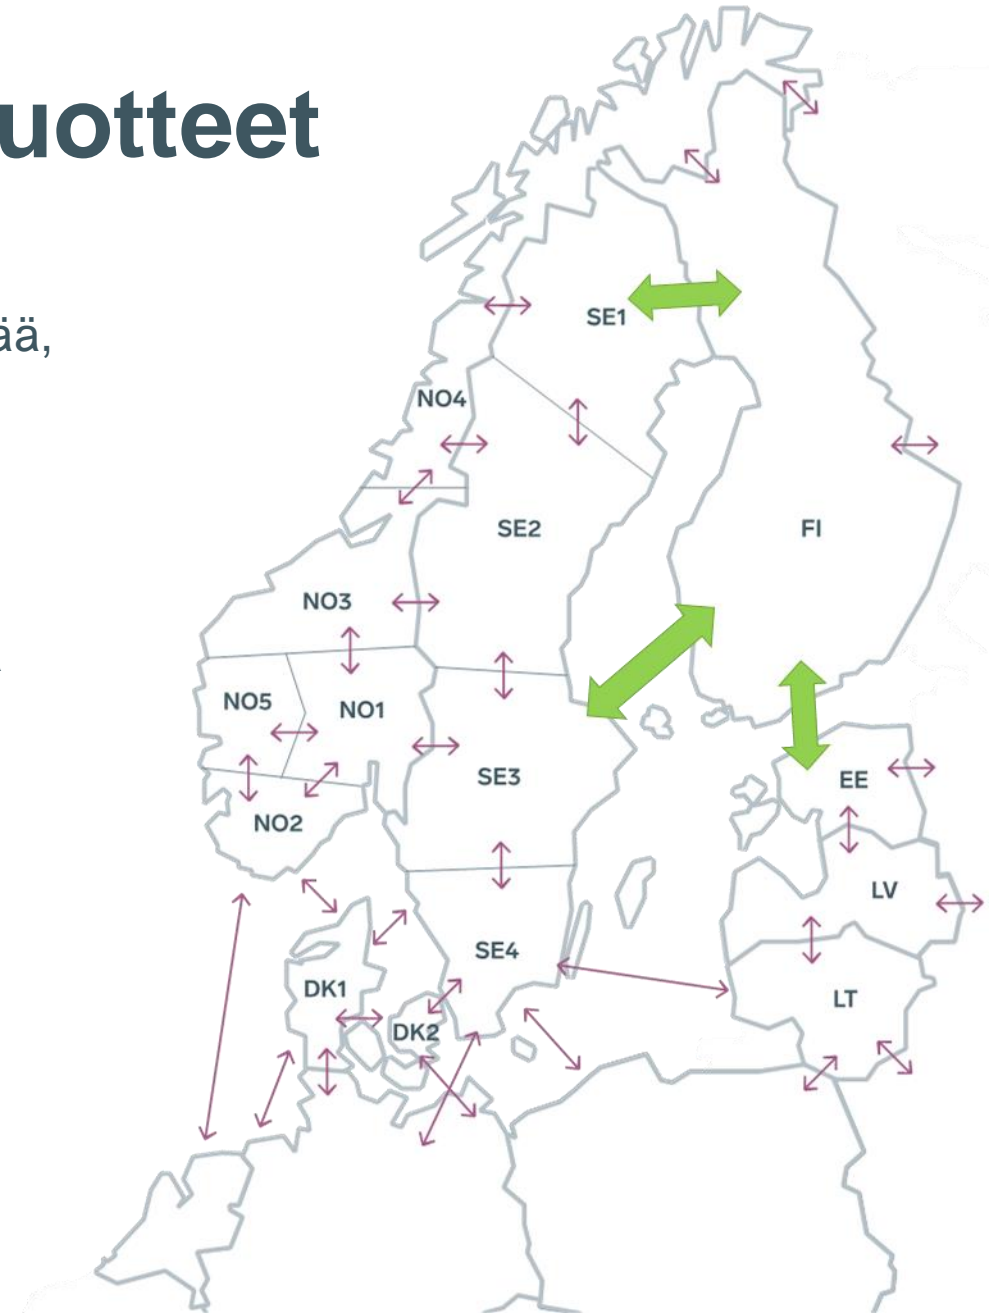 uotteet
ää,
SE1
NO4
SE2
FI
NO3
NO5
NO1
SE3
EE
NO2
LV
SE4
DK1
LT
DK2